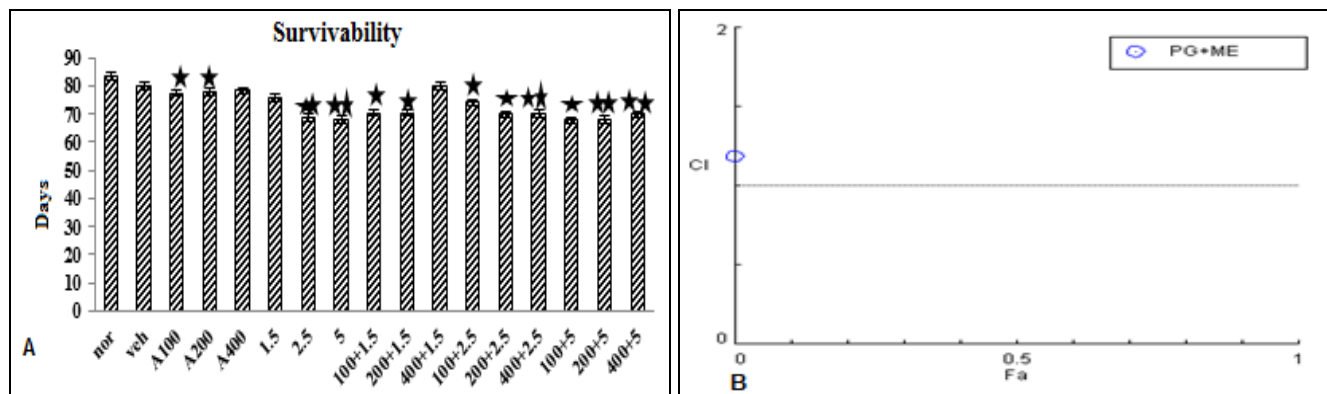 Survivability
90
80
70
60
50
40
30
20
10
0
Days
nor
veh
A100
A200
A400
1.5
2.5
5
100+1.5
200+1.5
400+1.5
100+2.5
200+2.5
400+2.5
100+5
200+5
400+5
A
2
PG+ME
CI
0
0
0.5
1
Fa
B